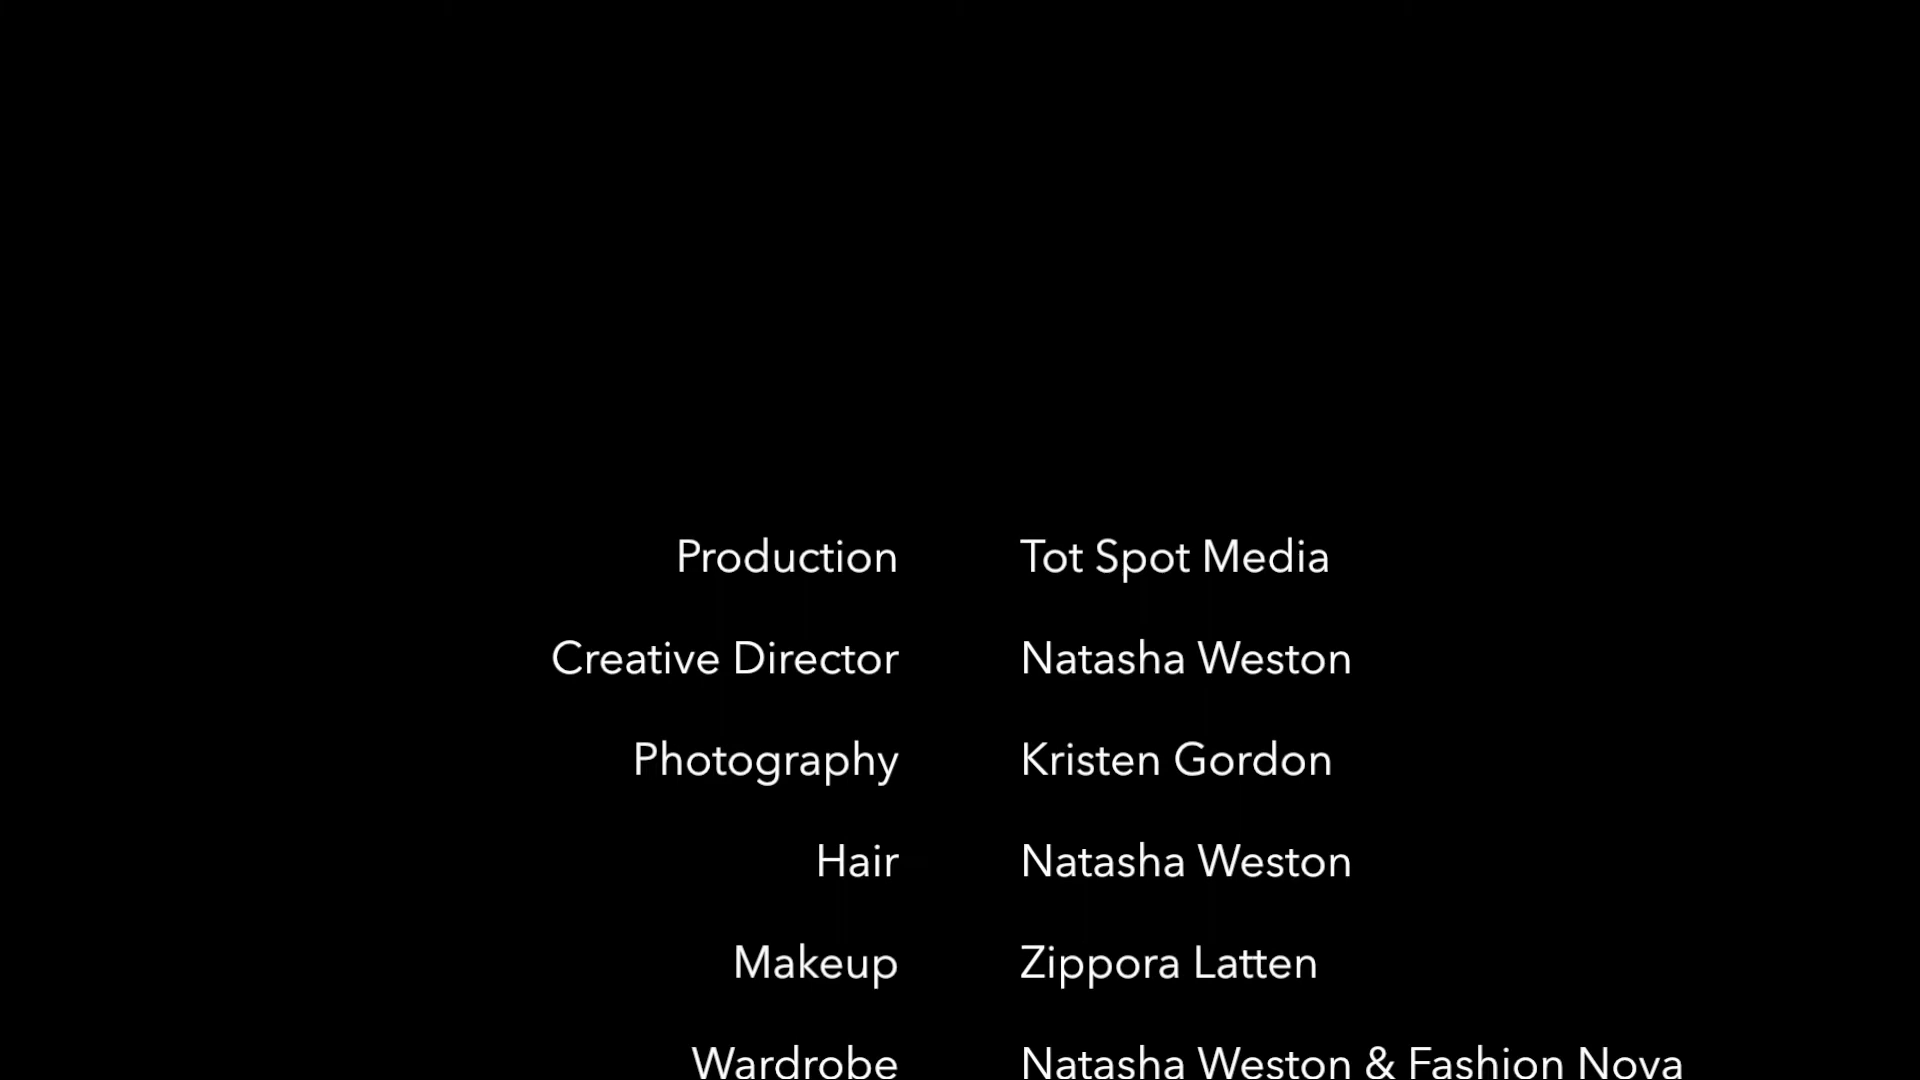 Production Tot Spot Media
Creative Director Natasha Weston
Photography Kristen Gordon
Hair Natasha Weston
Makeup Zippora Latten
Wardrobe Natasha Weston & Fashion Nova